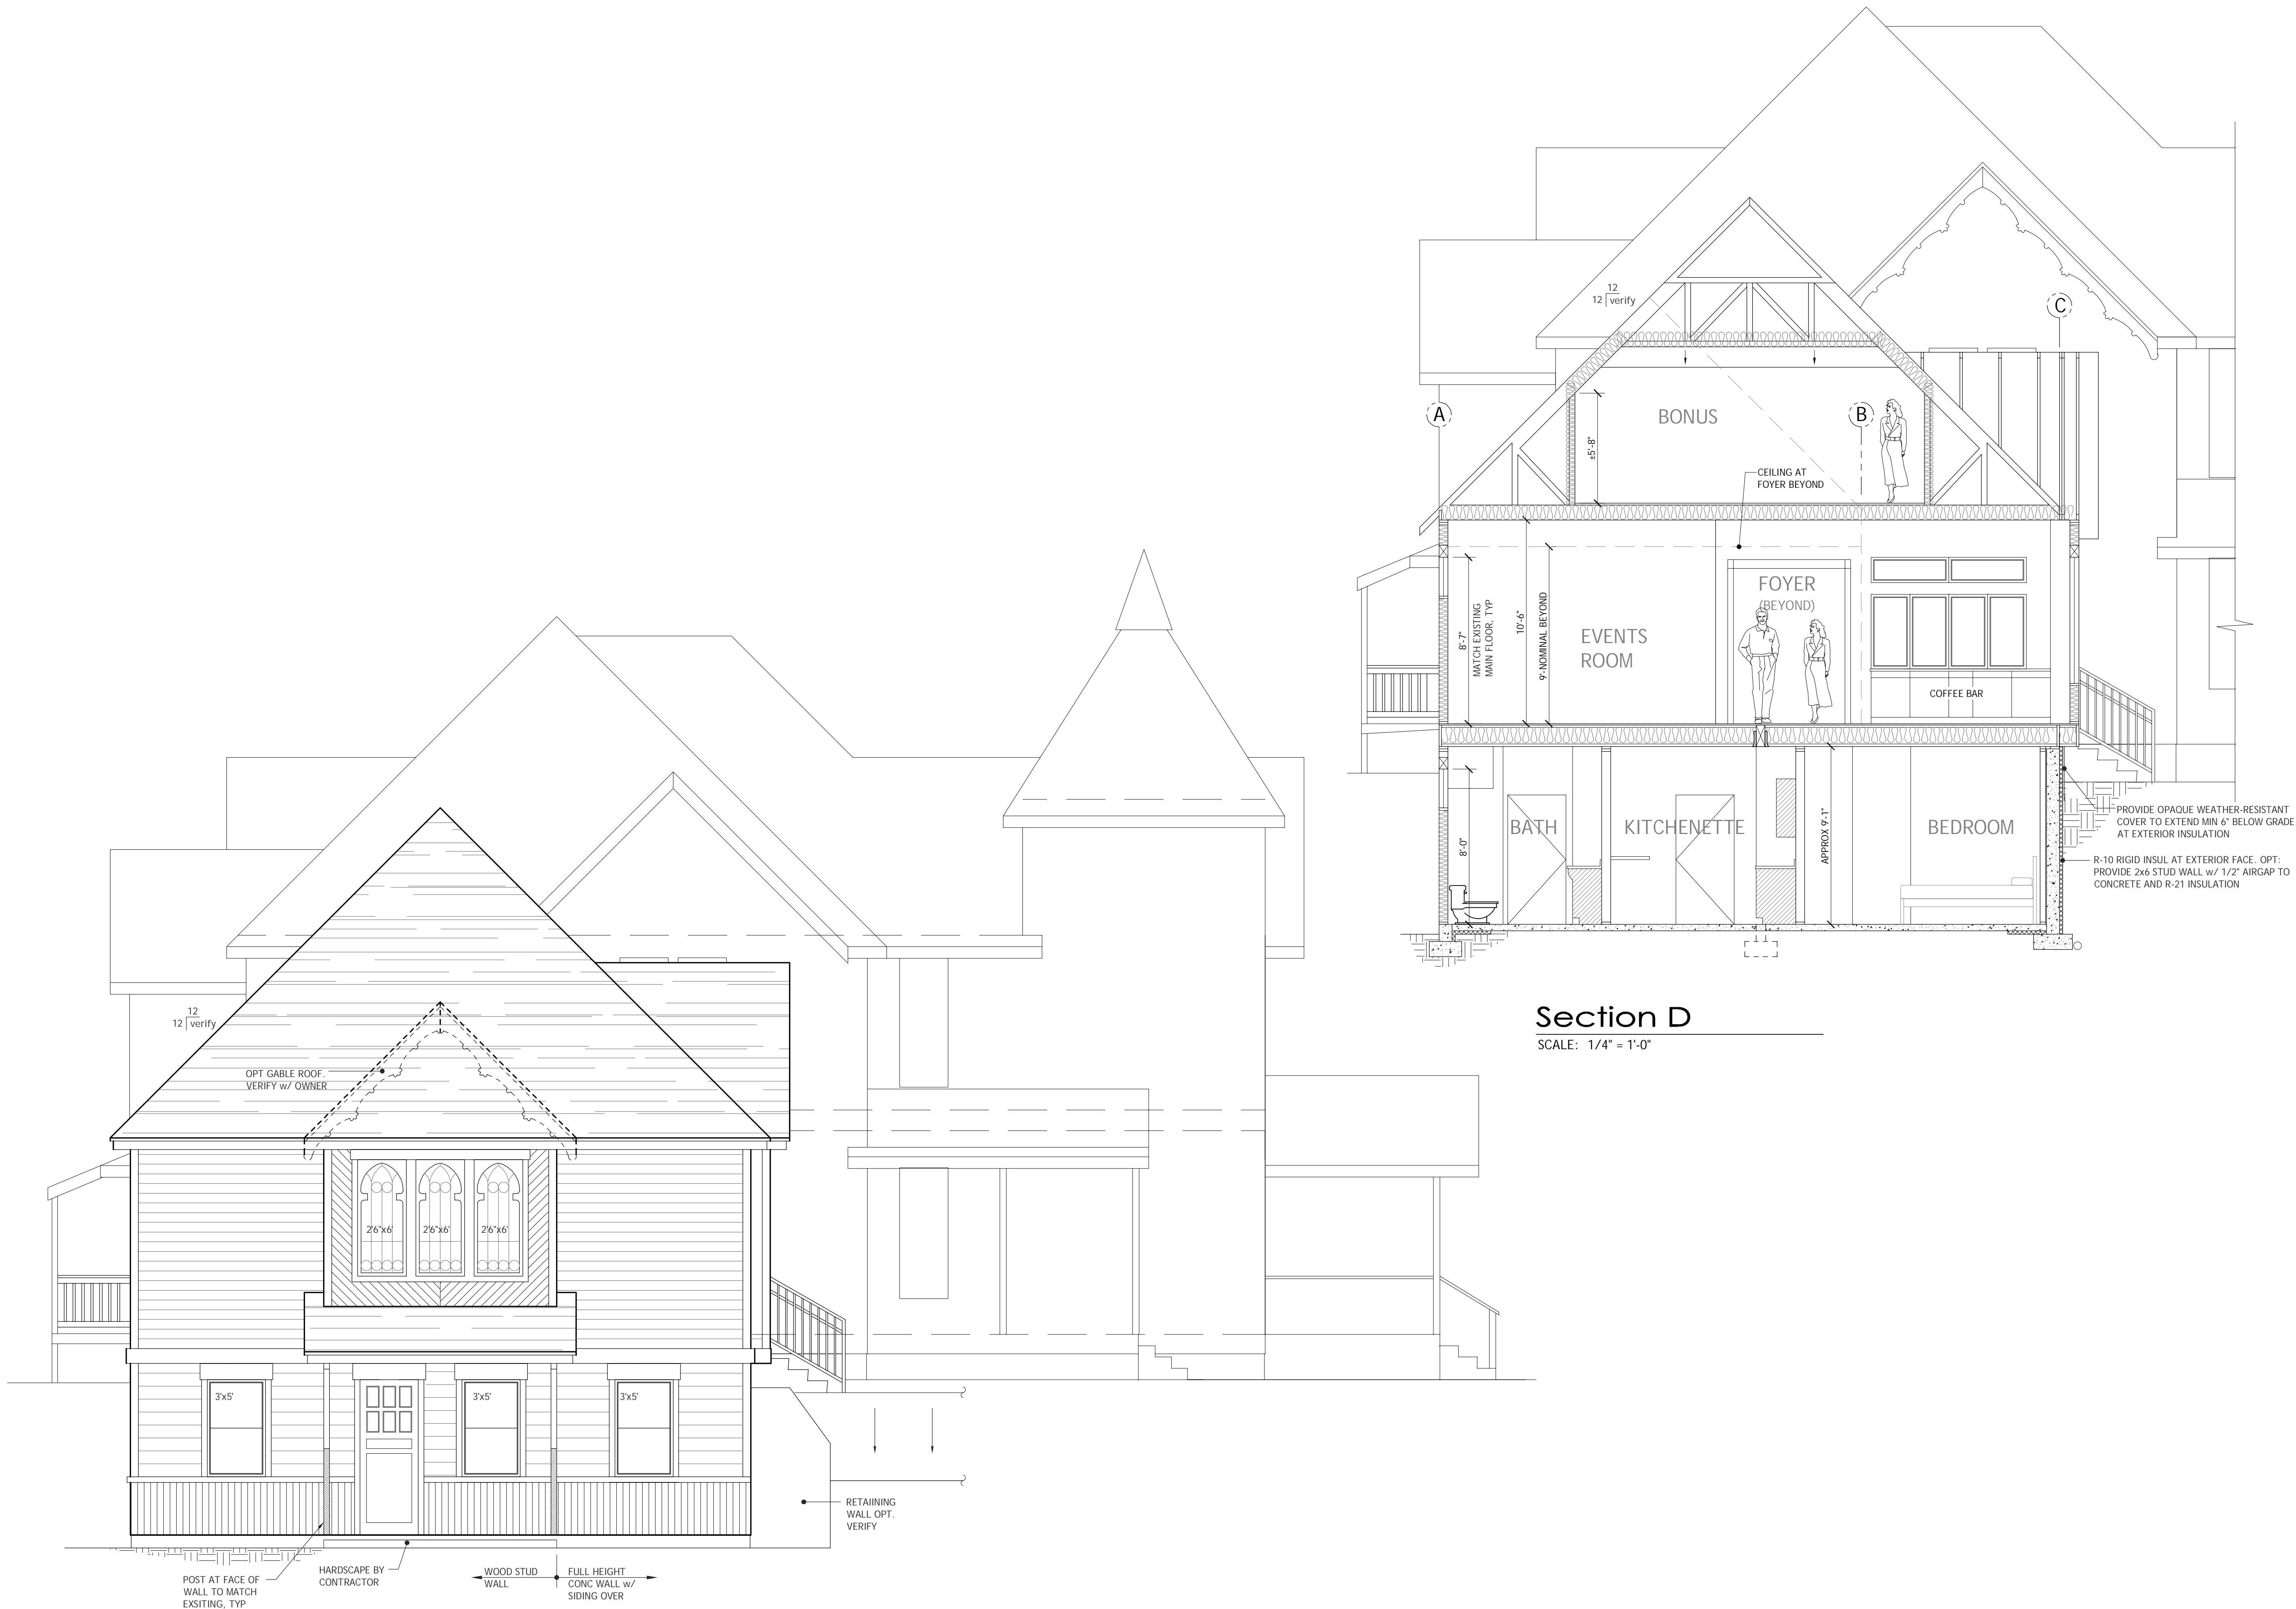 12
12 verify
C
A
BONUS
B
±5'-8"
CEILING AT
FOYER BEYOND
8'-7"
MATCH EXISTING
MAIN FLOOR, TYP
10'-6"
9'-NOMINAL BEYOND
EVENTS
ROOM
FOYER
(BEYOND)
COFFEE BAR
8'-0"
BATH
KITCHENETTE
APPROX 9'-1"
BEDROOM
PROVIDE OPAQUE WEATHER-RESISTANT
COVER TO EXTEND MIN 6" BELOW GRADE
AT EXTERIOR INSULATION
R-10 RIGID INSUL AT EXTERIOR FACE. OPT:
PROVIDE 2x6 STUD WALL w/ 1/2" AIRGAP TO
CONCRETE AND R-21 INSULATION
Section D
SCALE: 1/4" = 1'-0"
12
12 verify
OPT GABLE ROOF.
VERIFY w/ OWNER
2'6"x6' 2'6"x6' 2'6"x6'
3'x5' 3'x5' 3'x5'
RETAIINING
WALL OPT.
VERIFY
POST AT FACE OF
WALL TO MATCH
EXSITING, TYP
HARDSCAPE BY
CONTRACTOR
WOOD STUD
WALL
FULL HEIGHT
CONC WALL w/
SIDING OVER